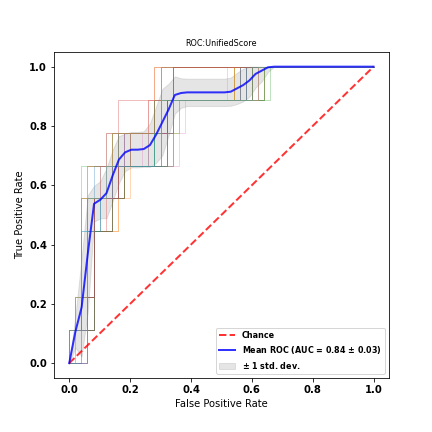 ROC:UnifiedScore
1.0
0.8
0.6
0.4
0.2
0.0
True Positive Rate
Chance
Mean ROC (AUC = 0.84 ± 0.03)
± 1 std. dev.
0.0 0.2 0.4 0.6 0.8 1.0
False Positive Rate